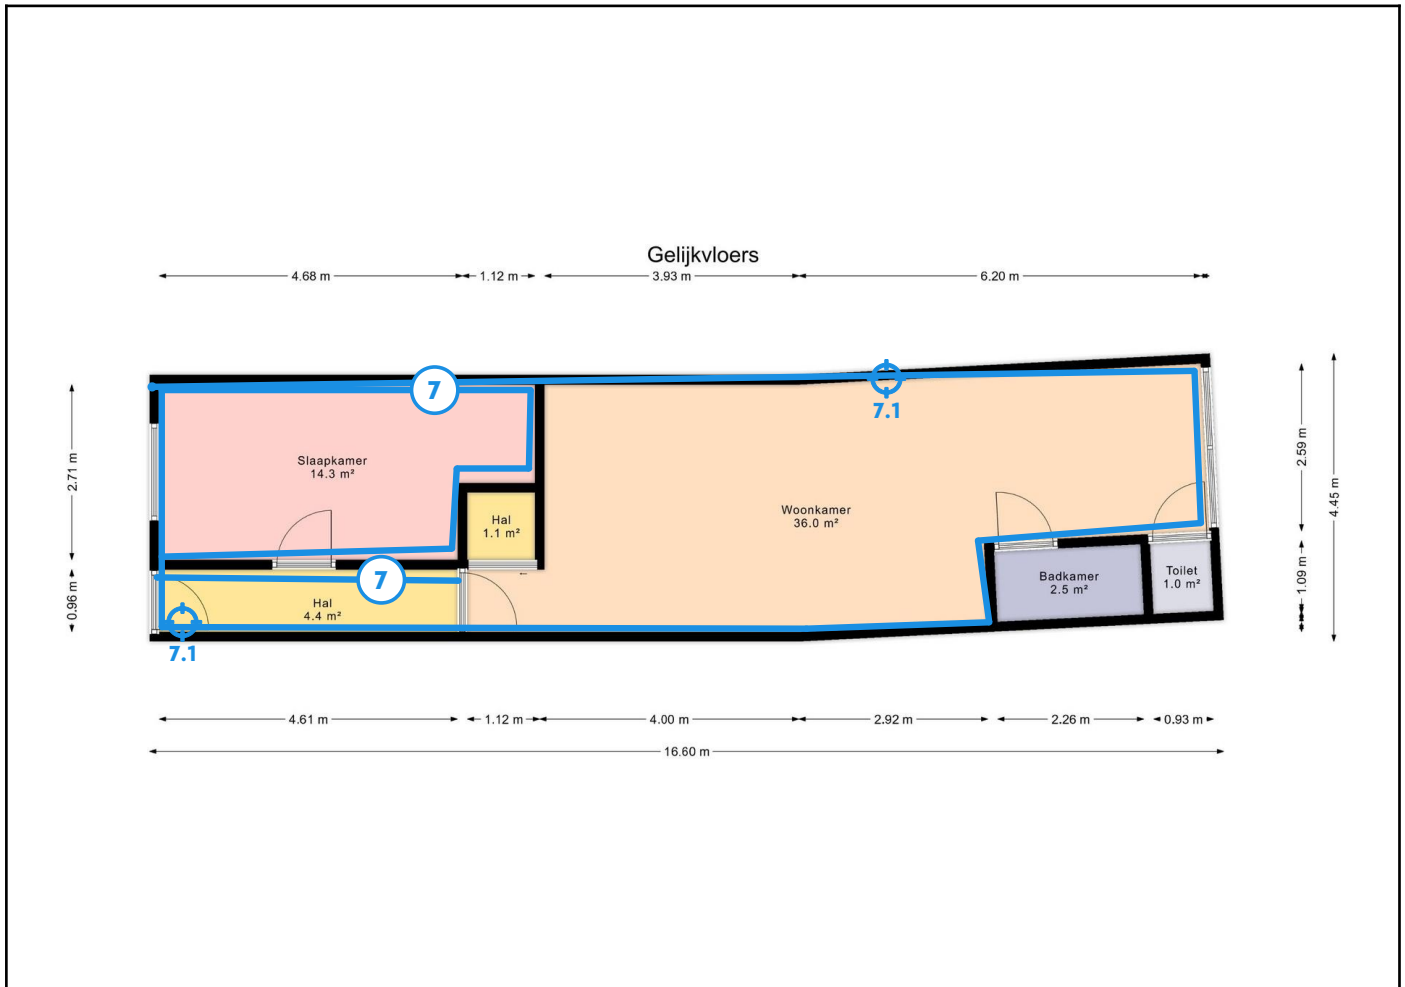 Gelijkvloers
4.68 m
1.12 m
3.93 m
6.20 m
7
7.1
2.71 m
0.96 m
2.59 m
1.09 m
4.45 m
Slaapkamer
14.3 m²
Hal
1.1 m²
Woonkamer
36.0 m²
7
Hal
4.4 m²
Badkamer
2.5 m²
Toilet
1.0 m²
7.1
4.61 m
1.12 m
4.00 m
2.92 m
2.26 m
0.93 m
16.60 m